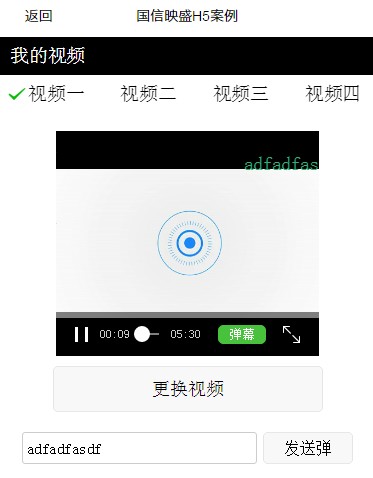 返回 国信映盛H5案例
我的视频
视频一 视频二 视频三 视频四
adfadfas
00:09 05:30 弹幕
更换视频
adfadfasdf 发送弹